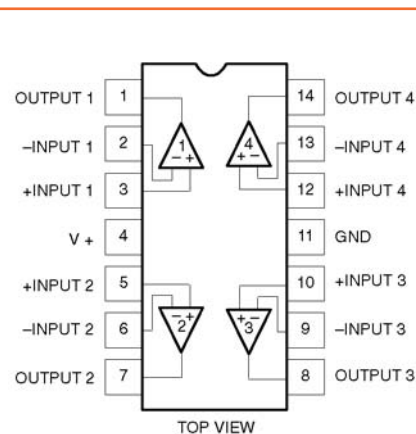 OUTPUT 1 1 14 OUTPUT 4
–INPUT 1 2 13 –INPUT 4
1 4
– + + –
+INPUT 1 3 12 +INPUT 4
V + 4 11 GND
+INPUT 2 5 10 +INPUT 3
– + + –
2 3
–INPUT 2 6 9 –INPUT 3
OUTPUT 2 7 8 OUTPUT 3
TOP VIEW